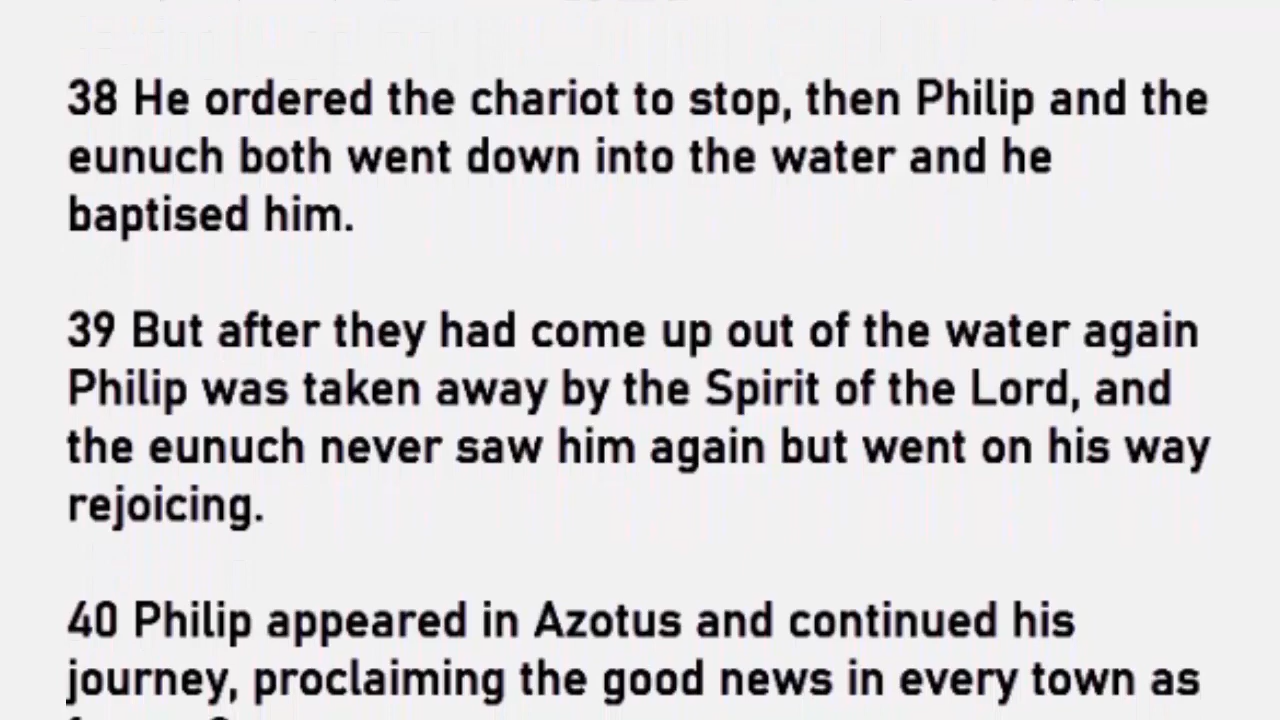 38 He ordered the chariot to stop, then Philip and the
eunuch both went down into the water and he
baptised him.
39 But after they had come up out of the water again
Philip was taken away by the Spirit of the Lord, and
the eunuch never saw him again but went on his way
rejoicing.
40 Philip appeared in Azotus and continued his
journey, proclaiming the good news in every town as